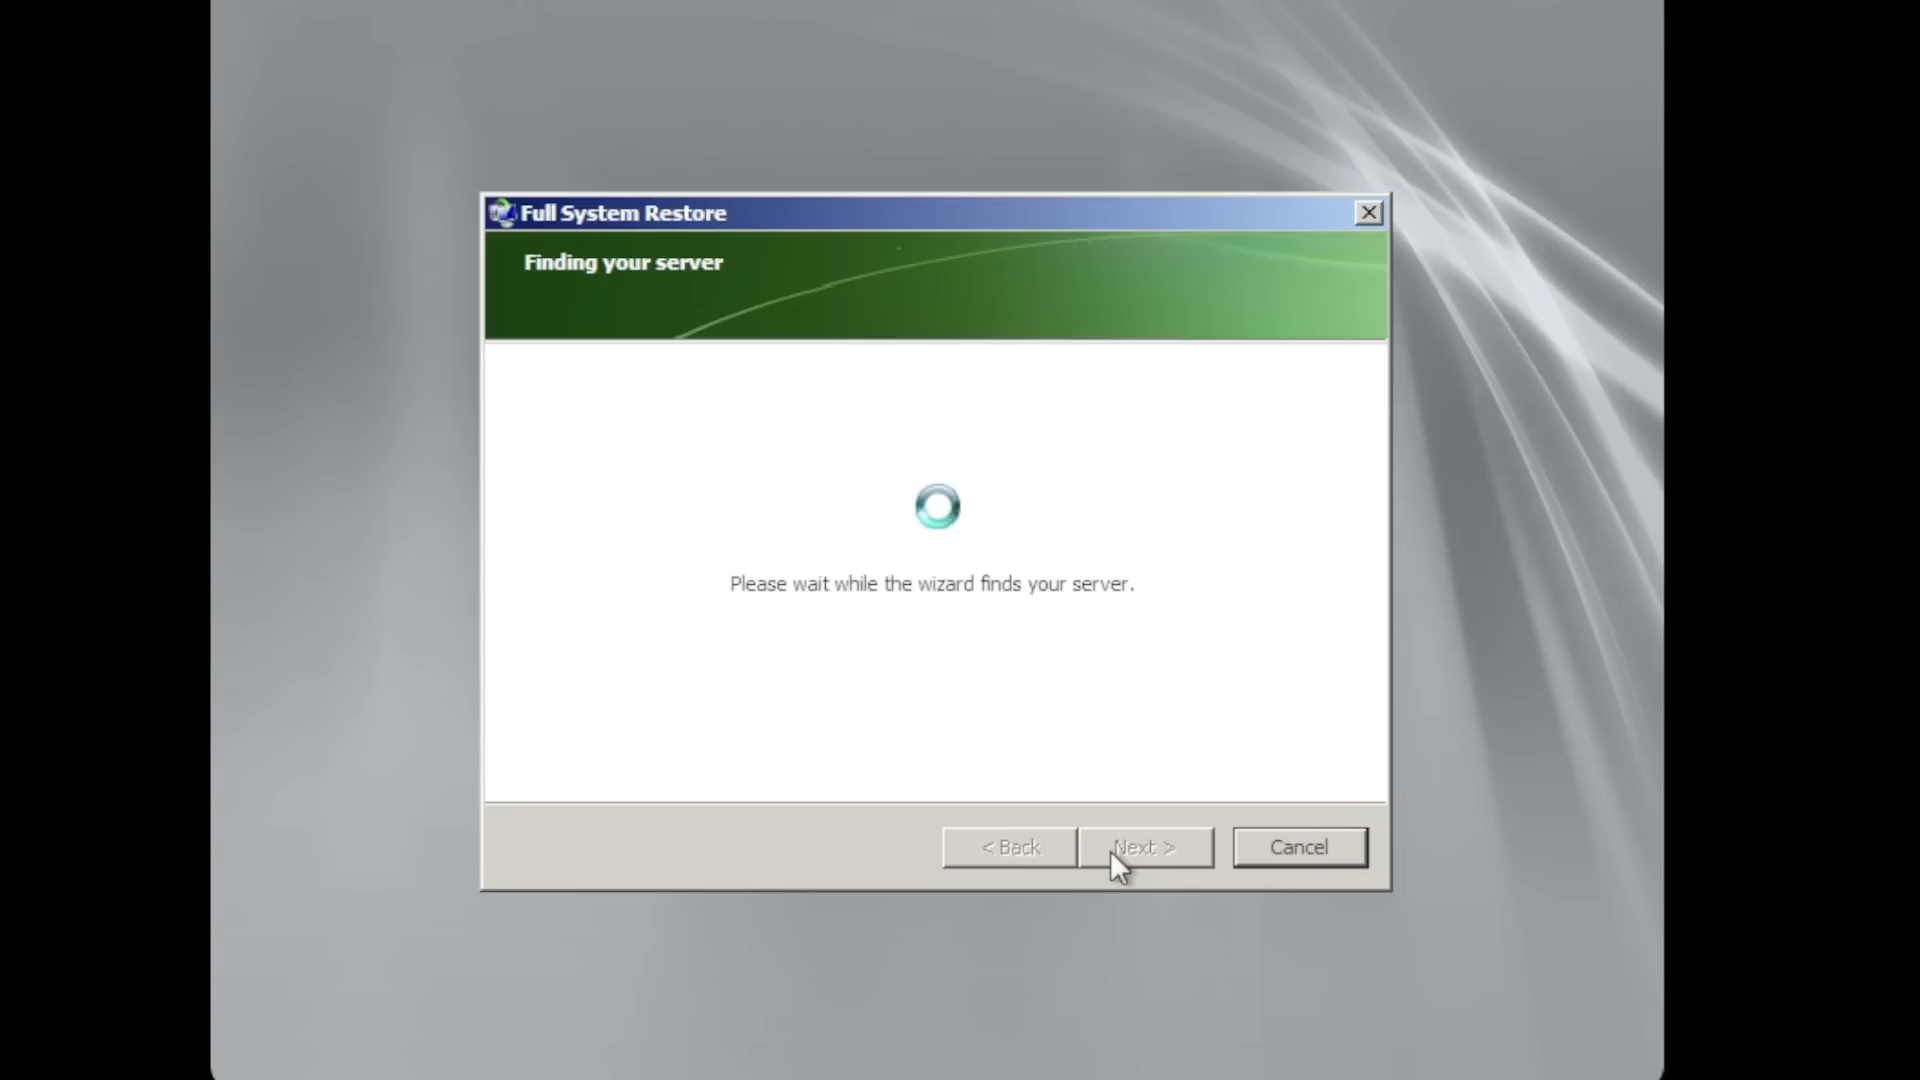 Full System Restore
Finding your server
Please wait while the wizard finds your server.
< Back
Next >
Cancel